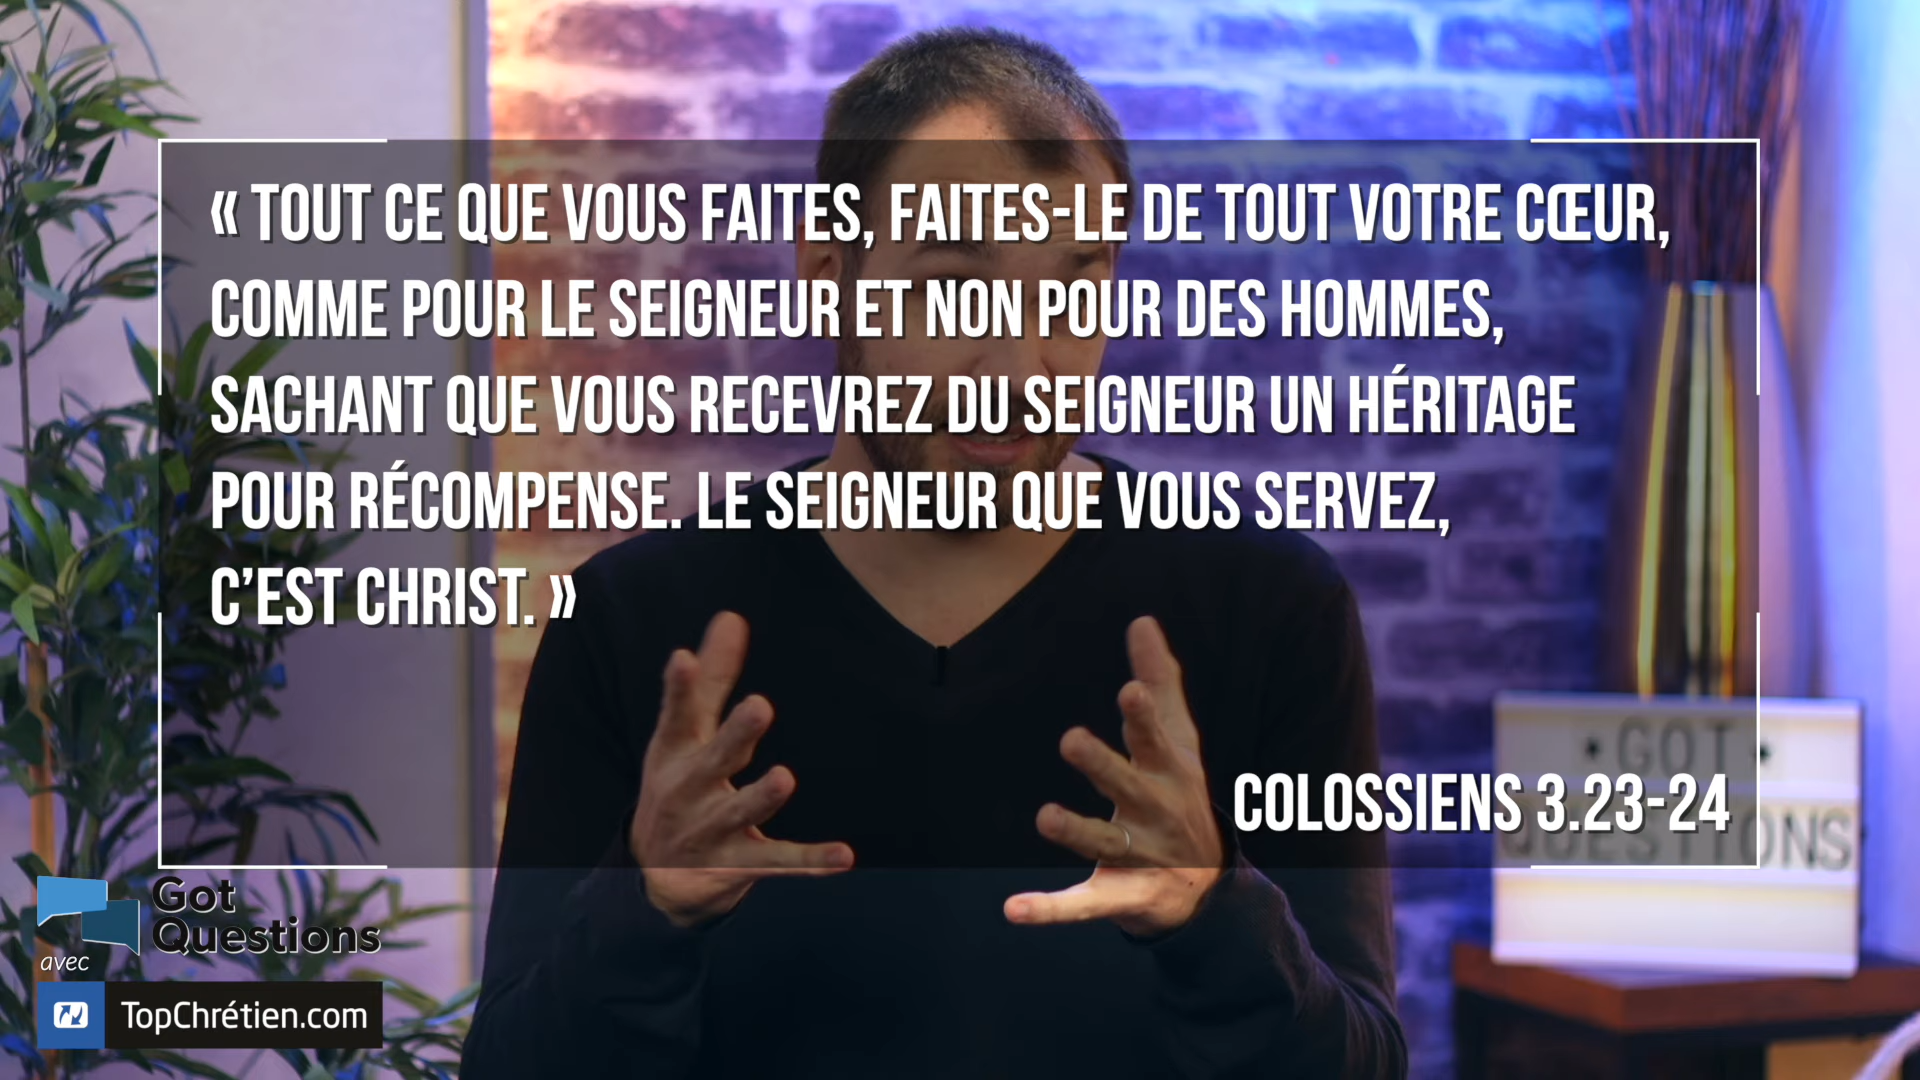 « TOUT CE QUE VOUS FAITES, FAITES-LE DE TOUT VOTRE CŒUR,
COMME POUR LE SEIGNEUR ET NON POUR DES HOMMES,
SACHANT QUE VOUS RECEVREZ DU SEIGNEUR UN HÉRITAGE
POUR RÉCOMPENSE. LE SEIGNEUR QUE VOUS SERVEZ,
C’EST CHRIST. »
GOT
COLOSSIENS 3.23-24
QUESTIONS
Got
Questions
avec
TopChrétien.com